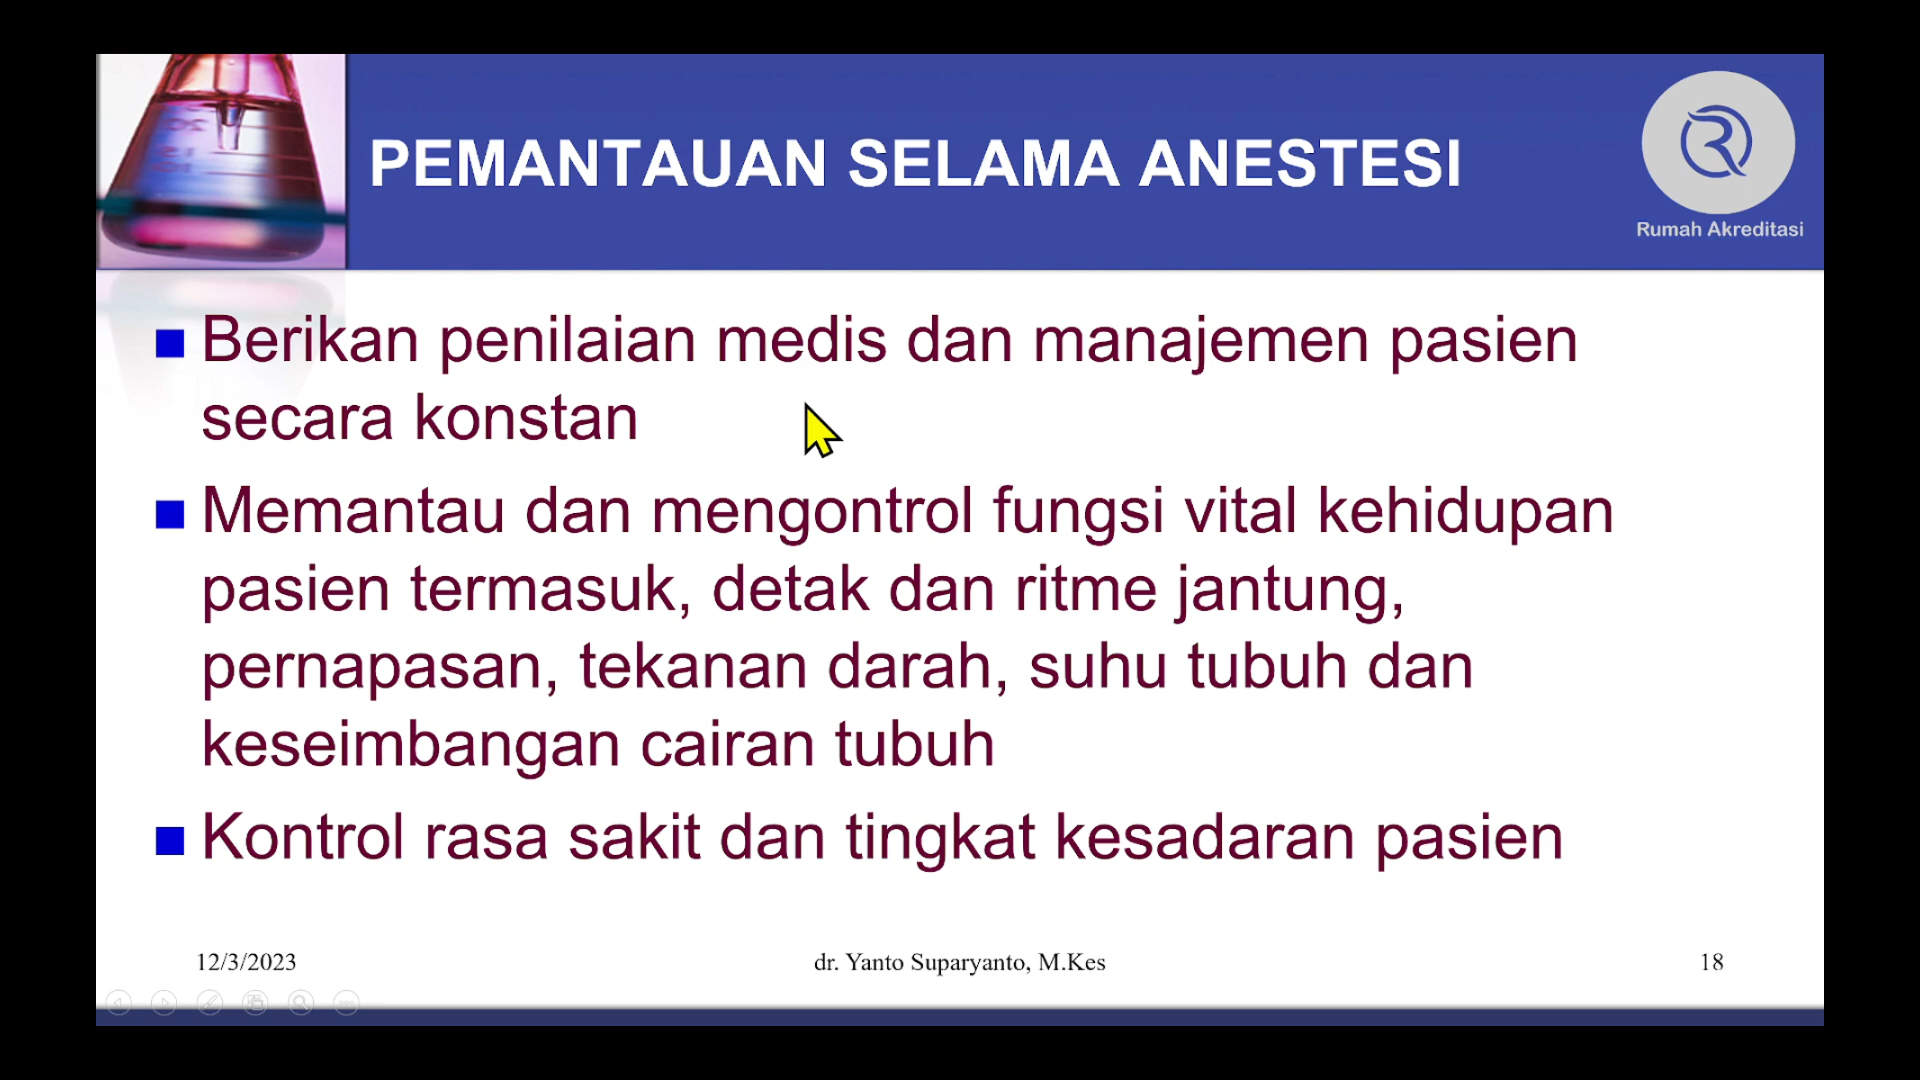 PEMANTAUAN SELAMA ANESTESI
Rumah Akreditasi
Berikan penilaian medis dan manajemen pasien
secara konstan
Memantau dan mengontrol fungsi vital kehidupan
pasien termasuk, detak dan ritme jantung,
pernapasan, tekanan darah, suhu tubuh dan
keseimbangan cairan tubuh
Kontrol rasa sakit dan tingkat kesadaran pasien
12/3/2023
dr. Yanto Suparyanto, M.Kes
18